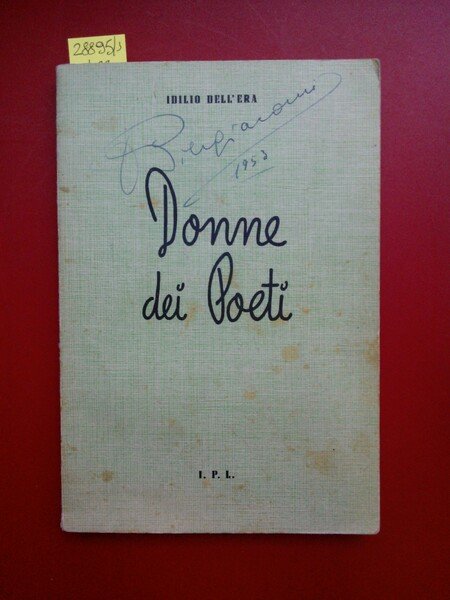 28895/3
IDILIO DELL'ERA
1953
Donne
dei Poeti
I. P. L.